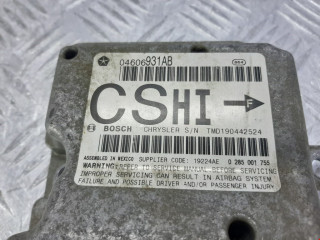 04606931AB
CSHI F
BOSCH CHRYSLER S/N TMD190442524
ASSEMBLED IN MEXICO SUPPLIER CODE: 19224AE 0 285 001 755
WARNING: REFER TO SERVICE MANUAL BEFORE SERVICING
IMPROPER SERVICING CAN RESULT IN AIRBAG SYSTEM
FAILURE AND POSSIBLE DRIVER AND/OR PASSENGER INJURY